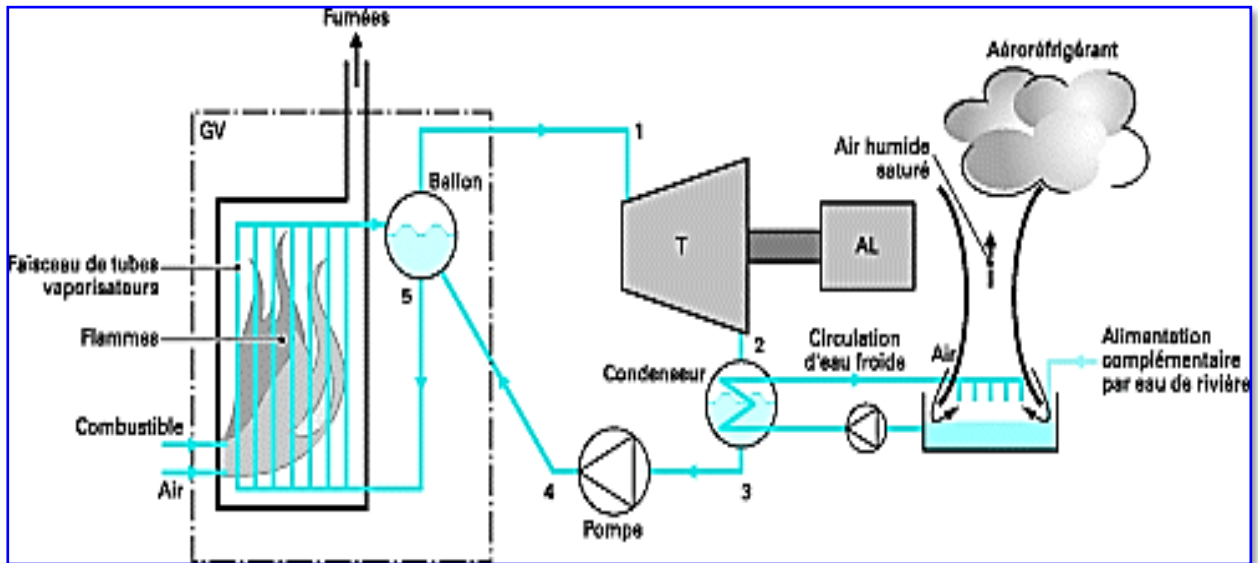 Fumées
Aéroréfrigérant
GV
1
Ballon
Air humide
saturé
T
AL
Faisceau de tubes
vaporisateurs
5
Flammes
2
Circulation
d'eau froide
Air
Alimentation
complémentaire
par eau de rivière
Condenseur
Combustible
Air
4
3
Pompe